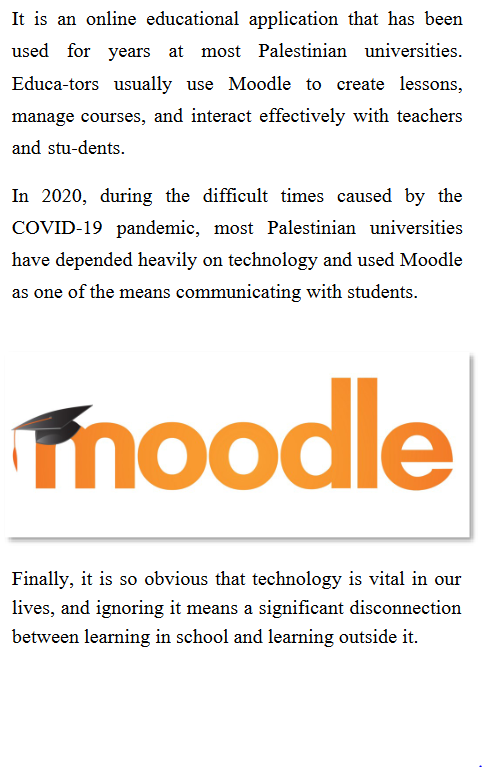 It is an online educational application that has been
used for years at most Palestinian universities.
Educa-tors usually use Moodle to create lessons,
manage courses, and interact effectively with teachers
and stu-dents.
In 2020, during the difficult times caused by the
COVID-19 pandemic, most Palestinian universities
have depended heavily on technology and used Moodle
as one of the means communicating with students.
moodle
Finally, it is so obvious that technology is vital in our
lives, and ignoring it means a significant disconnection
between learning in school and learning outside it.